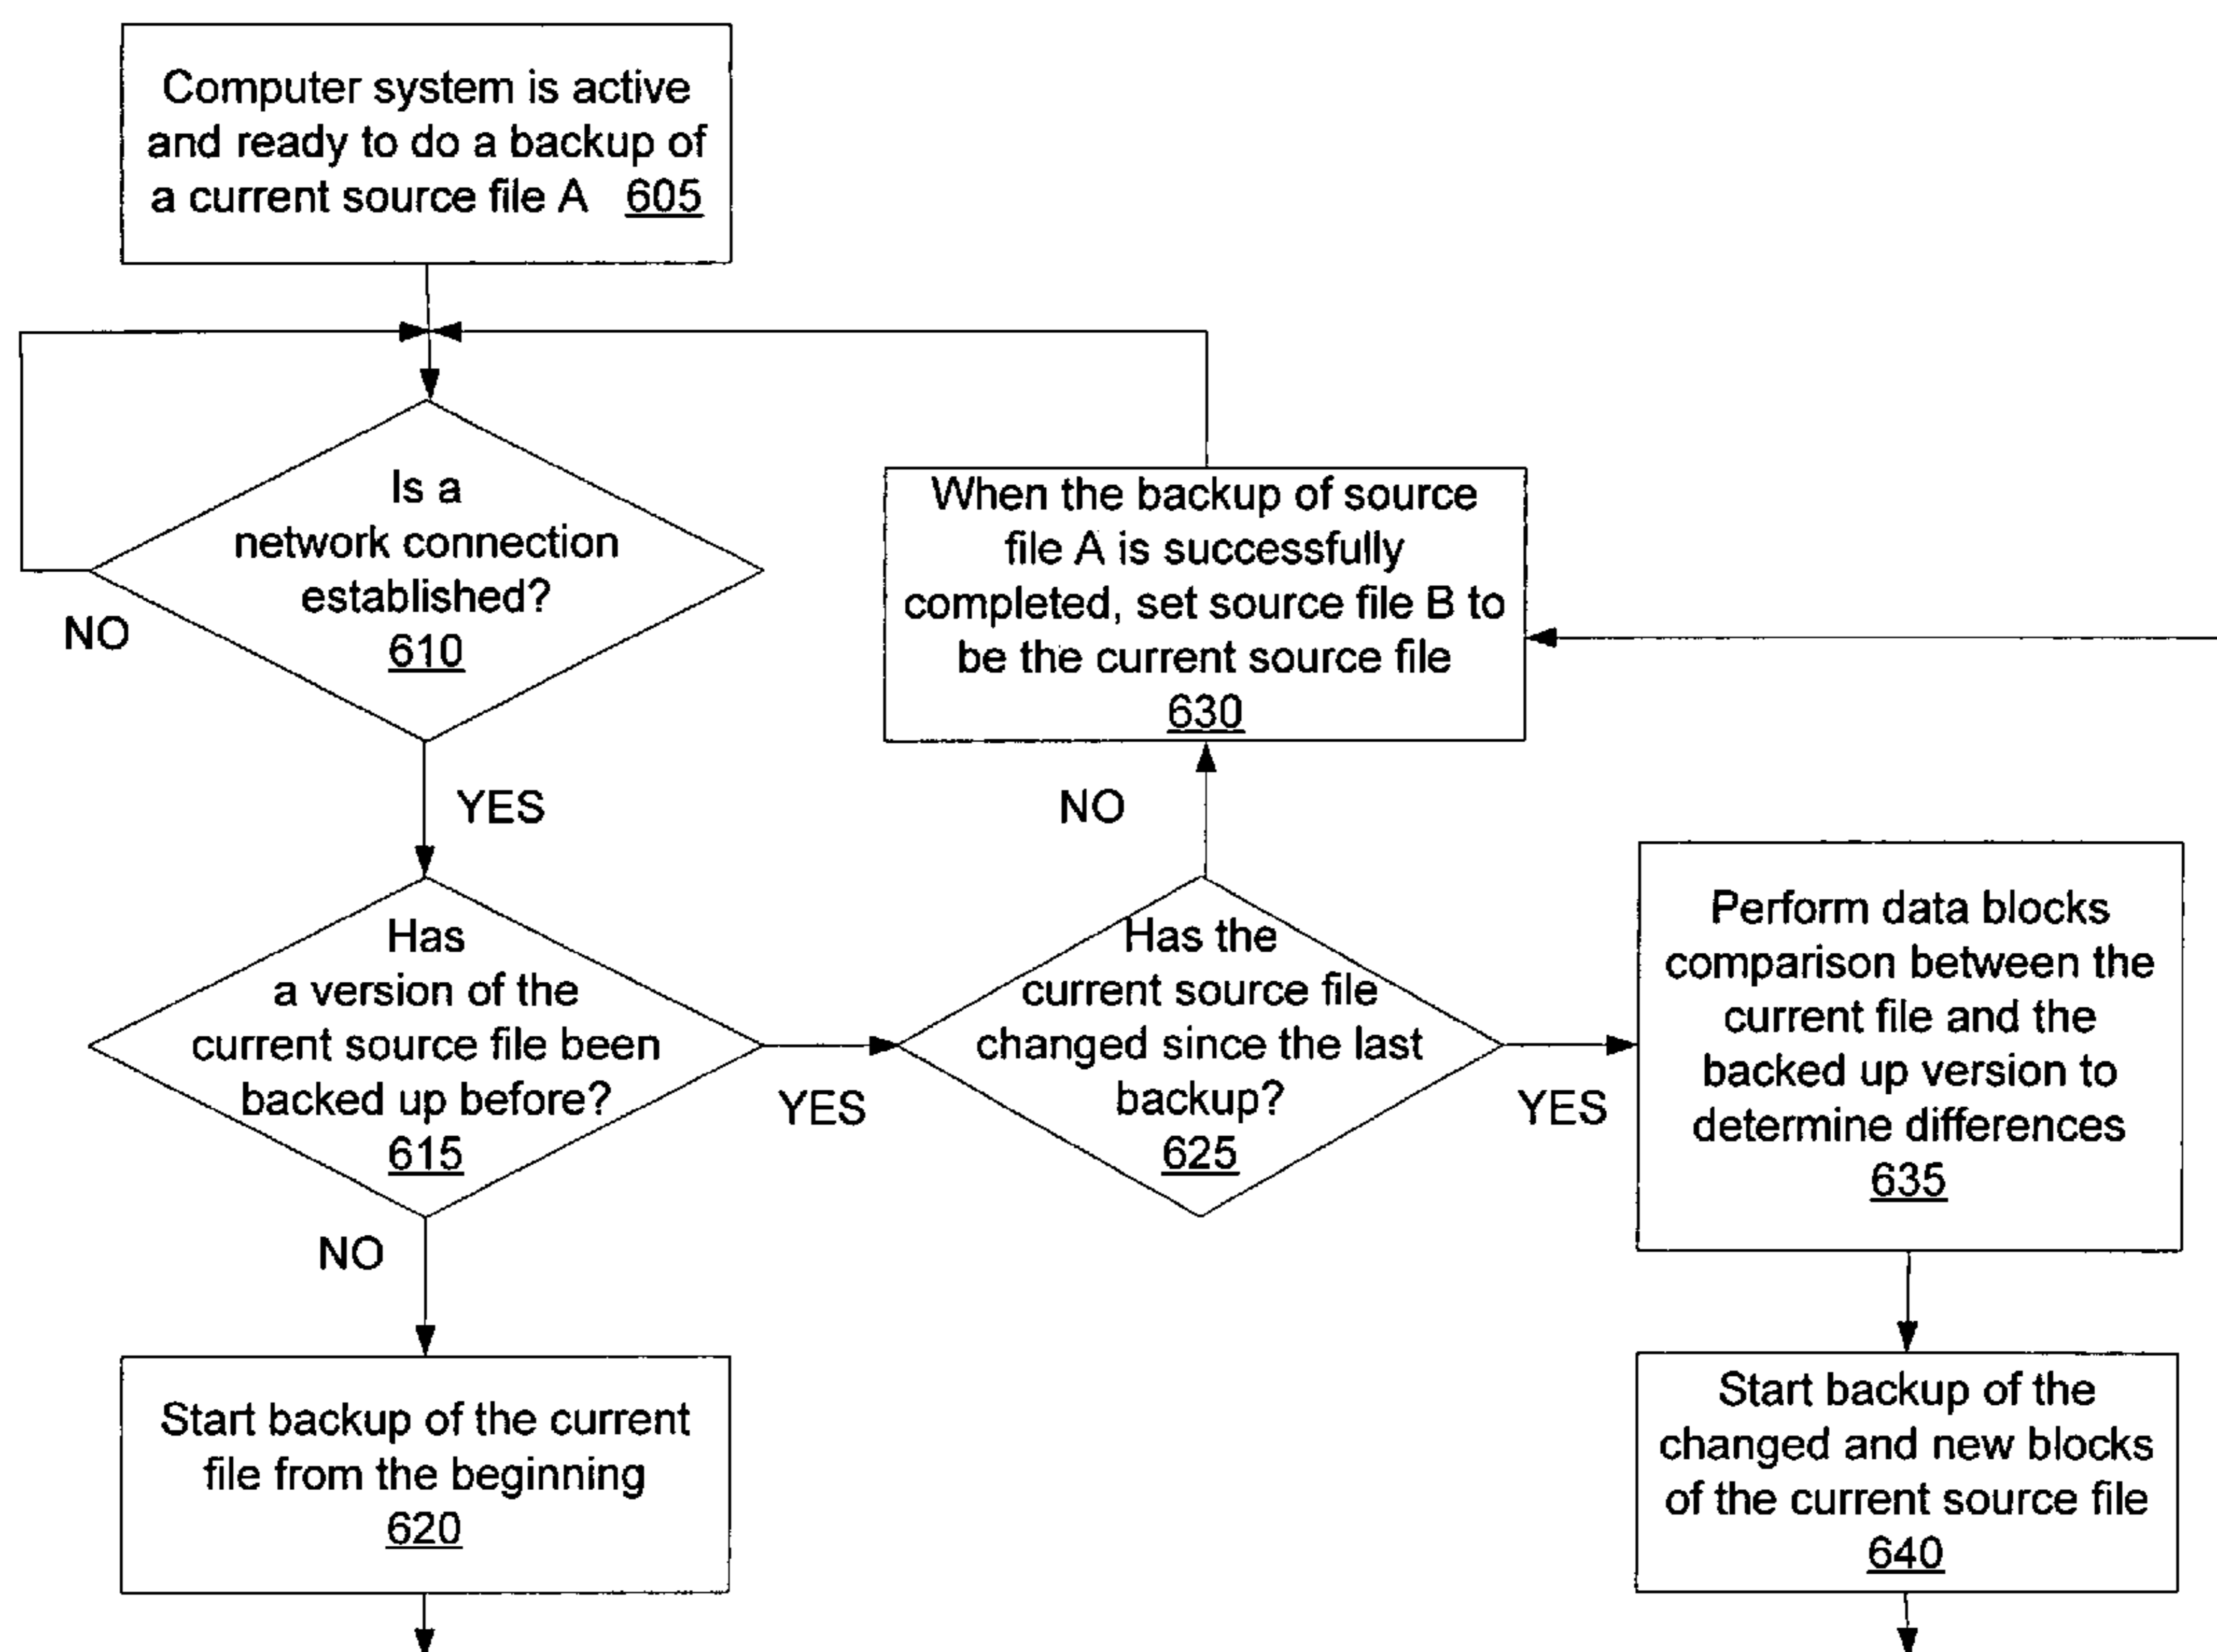 Computer system is active
and ready to do a backup of
a current source file A 605
Is a
network connection
established?
610
NO
YES
When the backup of source
file A is successfully
completed, set source file B to
be the current source file
630
NO
Has
a version of the
current source file been
backed up before?
615
YES
NO
Has the
current source file
changed since the last
backup?
625
YES
Perform data blocks
comparison between the
current file and the
backed up version to
determine differences
635
Start backup of the current
file from the beginning
620
Start backup of the
changed and new blocks
of the current source file
640